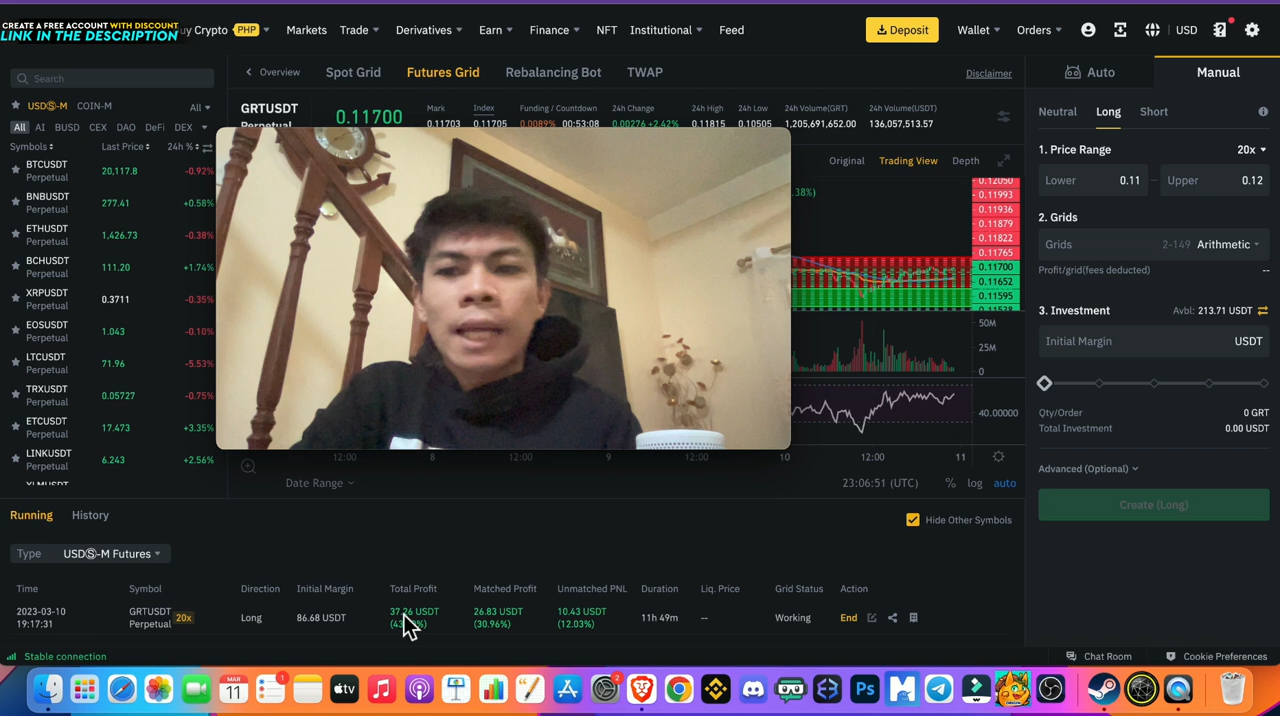 CREATE A FREE ACCOUNT WITH DISCOUNT
LINK IN THE DESCRIPTION
uy Crypto PHP Markets Trade Derivatives Earn Finance NFT Institutional Feed Deposit Wallet Orders USD
Search
USDⓈ-M COIN-M All
All AI BUSD CEX DAO DeFi DEX
Symbols Last Price 24h %
BTCUSDT
Perpetual
20,117.8 -0.92%
BNBUSDT
Perpetual
277.41 +0.58%
ETHUSDT
Perpetual
1,426.73 -0.38%
BCHUSDT
Perpetual
111.20 +1.74%
XRPUSDT
Perpetual
0.3711 -0.35%
EOSUSDT
Perpetual
1.043 -0.10%
LTCUSDT
Perpetual
71.96 -5.53%
TRXUSDT
Perpetual
0.05727 -0.75%
ETCUSDT
Perpetual
17.473 +3.35%
LINKUSDT
Perpetual
6.243 +2.56%
Overview Spot Grid Futures Grid Rebalancing Bot TWAP Disclaimer
GRTUSDT
Perpetual
0.11700
Mark
0.11703
Index
0.11705
Funding / Countdown
0.0089% 00:53:08
24h Change
0.00276 +2.42%
24h High
0.11815
24h Low
0.10505
24h Volume(GRT)
1,205,691,652.00
24h Volume(USDT)
136,057,513.57
Original Trading View Depth
.38%)
0.12050
0.11993
0.11936
0.11879
0.11822
0.11765
0.11700
0.11652
0.11595
50M
25M
0
40.00000
12:00 8 12:00 9 12:00 10 12:00 11
Date Range 23:06:51 (UTC) % log auto
Auto Manual
Neutral Long Short
1. Price Range 20x
Lower 0.11 – Upper 0.12
2. Grids
Grids 2-149 Arithmetic
Profit/grid(fees deducted) --
3. Investment Avbl: 213.71 USDT
Initial Margin USDT
Qty/Order 0 GRT
Total Investment 0.00 USDT
Advanced (Optional)
Create (Long)
Running History
Hide Other Symbols
Type USDⓈ-M Futures
Time Symbol Direction Initial Margin Total Profit Matched Profit Unmatched PNL Duration Liq. Price Grid Status Action
2023-03-10
19:17:31
GRTUSDT
Perpetual 20x
Long 86.68 USDT
37.26 USDT
26.83 USDT
(30.96%)
10.43 USDT
(12.03%)
11h 49m -- Working End
Stable connection Chat Room Cookie Preferences
MAR
11
1
tv
2
Ps
M